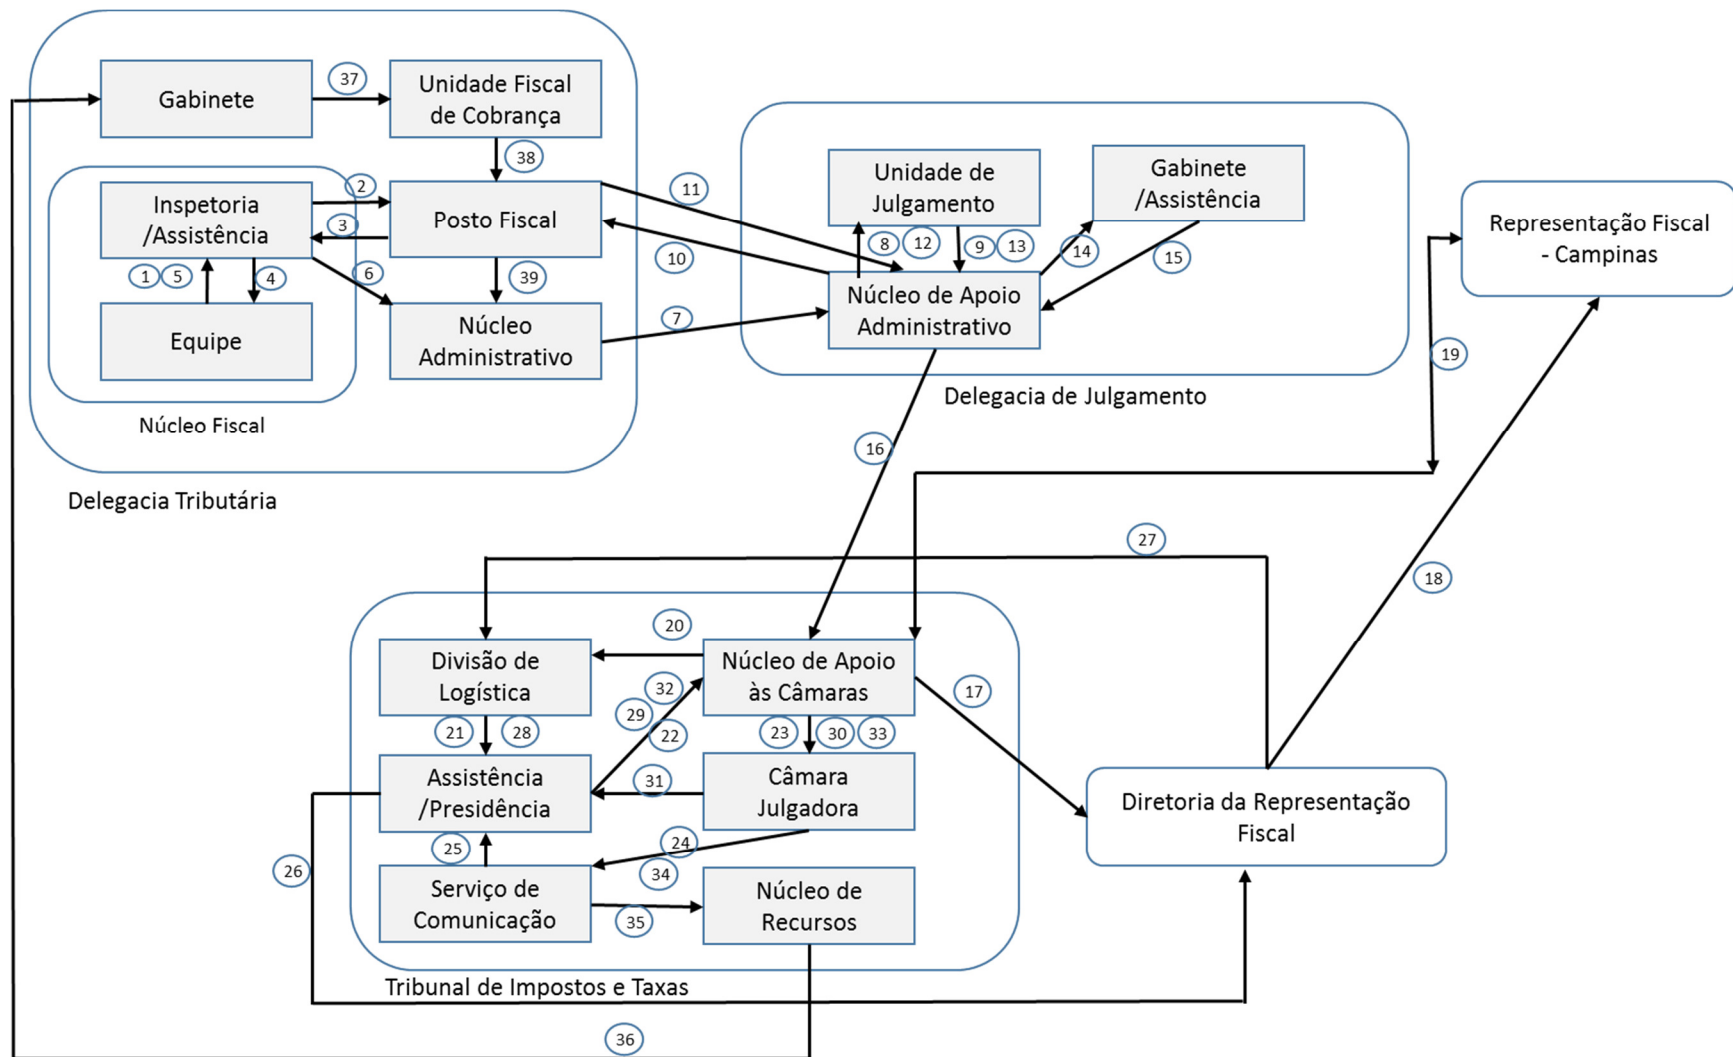 37
Gabinete
Unidade Fiscal
de Cobrança
38
2
Inspetoria
/Assistência
3
Posto Fiscal
11
10
1
5
4
6
39
Equipe
Núcleo
Administrativo
7
Núcleo Fiscal
Delegacia Tributária
Unidade de
Julgamento
Gabinete
/Assistência
8
12
9
13
14
15
Núcleo de Apoio
Administrativo
Delegacia de Julgamento
Representação Fiscal
- Campinas
19
16
27
18
20
Divisão de
Logística
Núcleo de Apoio
às Câmaras
32
29
22
17
21
28
23
30
33
Assistência
/Presidência
31
Câmara
Julgadora
Diretoria da Representação
Fiscal
25
24
34
26
Serviço de
Comunicação
35
Núcleo de
Recursos
Tribunal de Impostos e Taxas
36